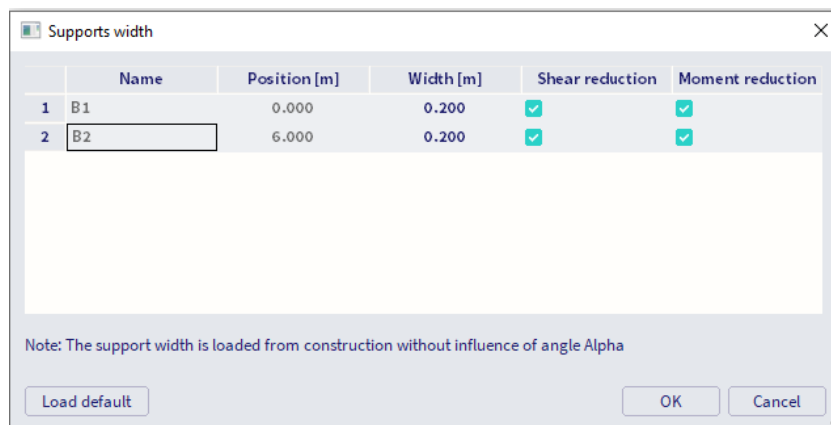 Supports width
Name Position [m] Width [m] Shear reduction Moment reduction
1 B1 0.000 0.200
2 B2 6.000 0.200
Note: The support width is loaded from construction without influence of angle Alpha
Load default OK Cancel